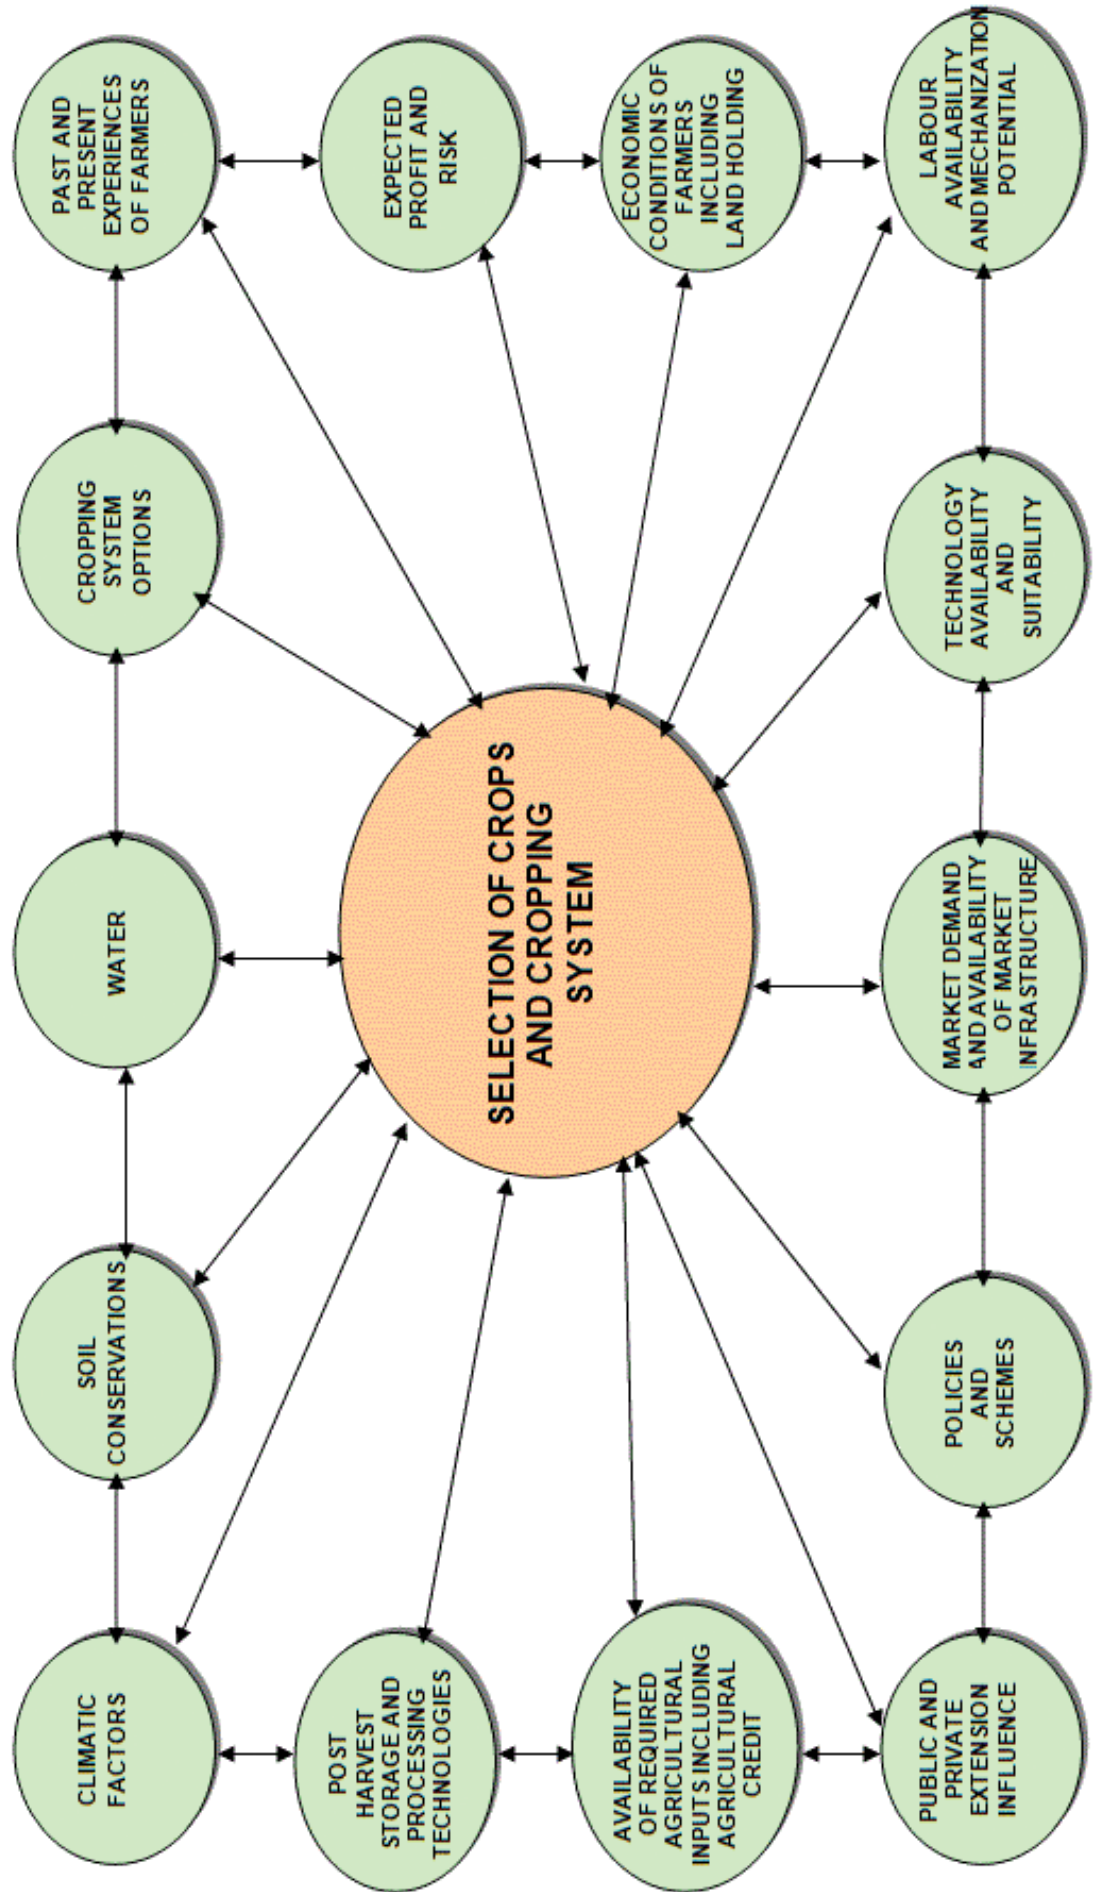 CLIMATIC
FACTORS
SOIL
CONSERVATIONS
WATER
CROPPING
SYSTEM
OPTIONS
PAST AND
PRESENT
EXPERIENCES
OF FARMERS
POST
HARVEST
STORAGE AND
PROCESSING
TECHNOLOGIES
EXPECTED
PROFIT AND
RISK
SELECTION OF CROPS
AND CROPPING
SYSTEM
AVAILABILITY
OF REQUIRED
AGRICULTURAL
INPUTS INCLUDING
AGRICULTURAL
CREDIT
ECONOMIC
CONDITIONS OF
FARMERS
INCLUDING
LAND HOLDING
PUBLIC AND
PRIVATE
EXTENSION
INFLUENCE
POLICIES
AND
SCHEMES
MARKET DEMAND
AND AVAILABILITY
OF MARKET
INFRASTRUCTURE
TECHNOLOGY
AVAILABILITY
AND
SUITABILITY
LABOUR
AVAILABILITY
AND MECHANIZATION
POTENTIAL